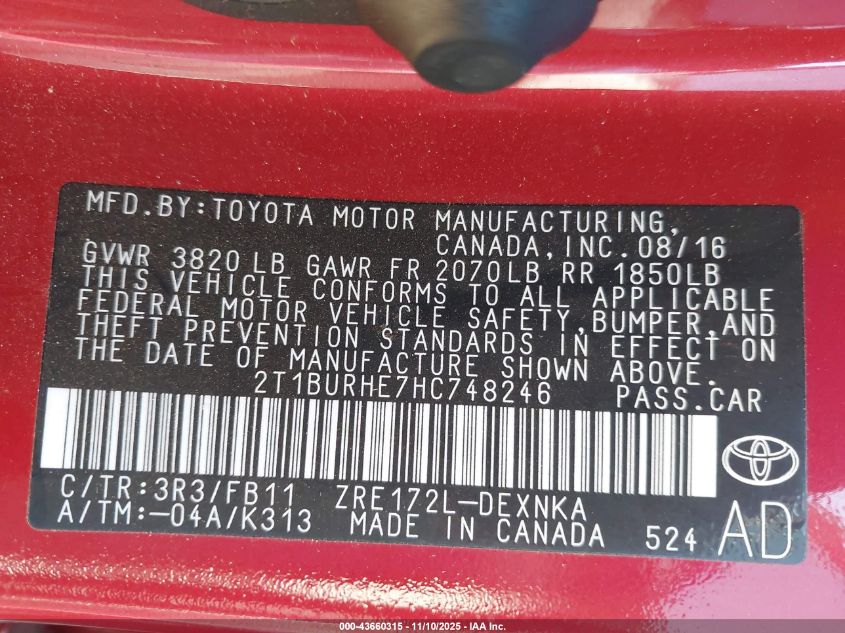 MFD.BY:TOYOTA MOTOR MANUFACTURING,
CANADA,INC.08/16
GVWR 3820 LB GAWR FR 2070LB RR 1850LB
THIS VEHICLE CONFORMS TO ALL APPLICABLE
FEDERAL MOTOR VEHICLE SAFETY,BUMPER,AND
THEFT PREVENTION STANDARDS IN EFFECT ON
THE DATE OF MANUFACTURE SHOWN ABOVE.
2T1BURHE7HC748246 PASS.CAR
C/TR:3R3/FB11 ZRE172L-DEXNKA
A/TM:-04A/K313 MADE IN CANADA 524 AD
000-43660315 - 11/10/2025 - IAA Inc.